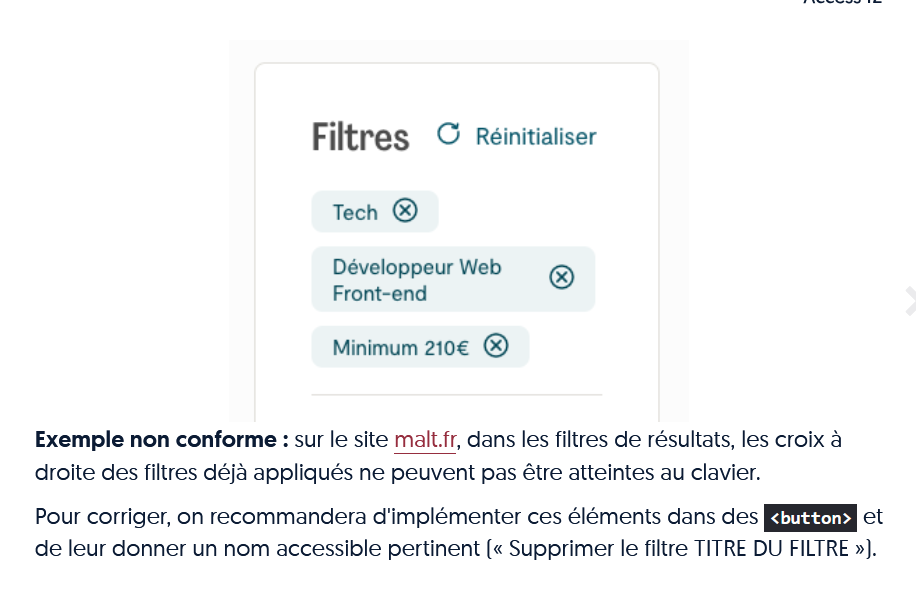 Access 12
Filtres Réinitialiser
Tech
Développeur Web
Front-end
Minimum 210€
Exemple non conforme : sur le site malt.fr, dans les filtres de résultats, les croix à
droite des filtres déjà appliqués ne peuvent pas être atteintes au clavier.
Pour corriger, on recommandera d'implémenter ces éléments dans des <button> et
de leur donner un nom accessible pertinent (« Supprimer le filtre TITRE DU FILTRE »).